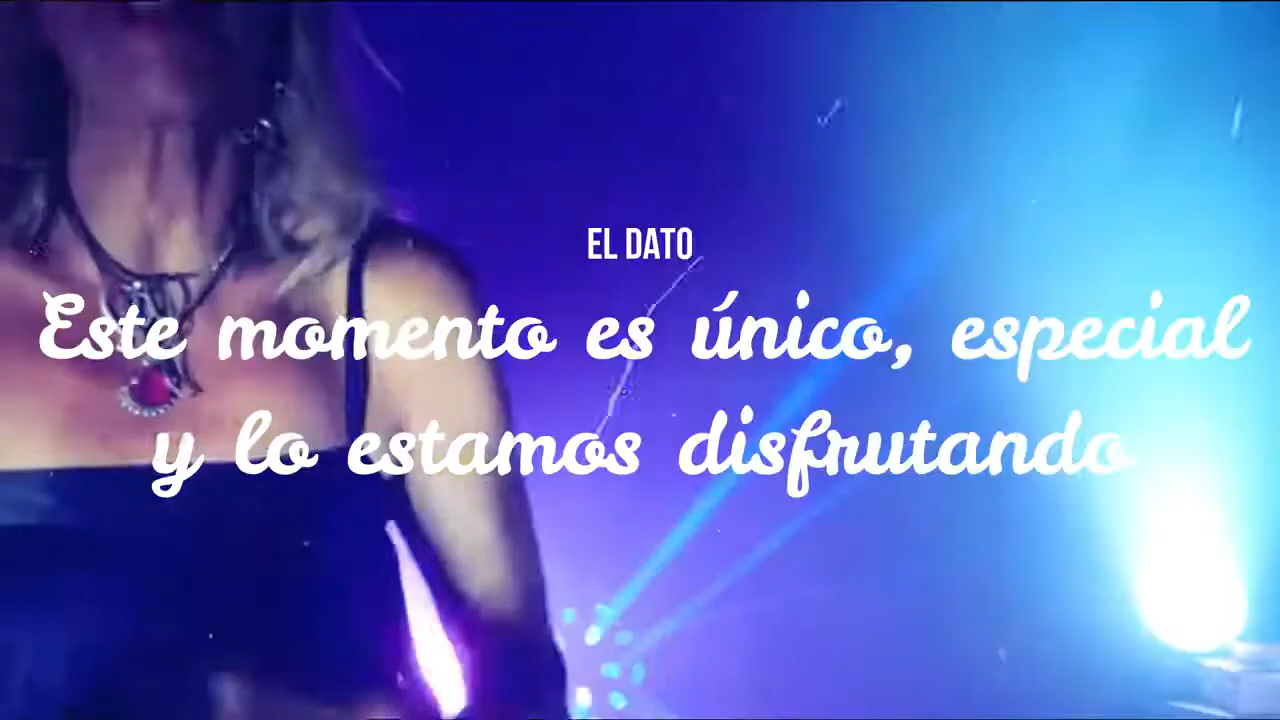 EL DATO
Este momento es único, especial
y lo estamos disfrutando